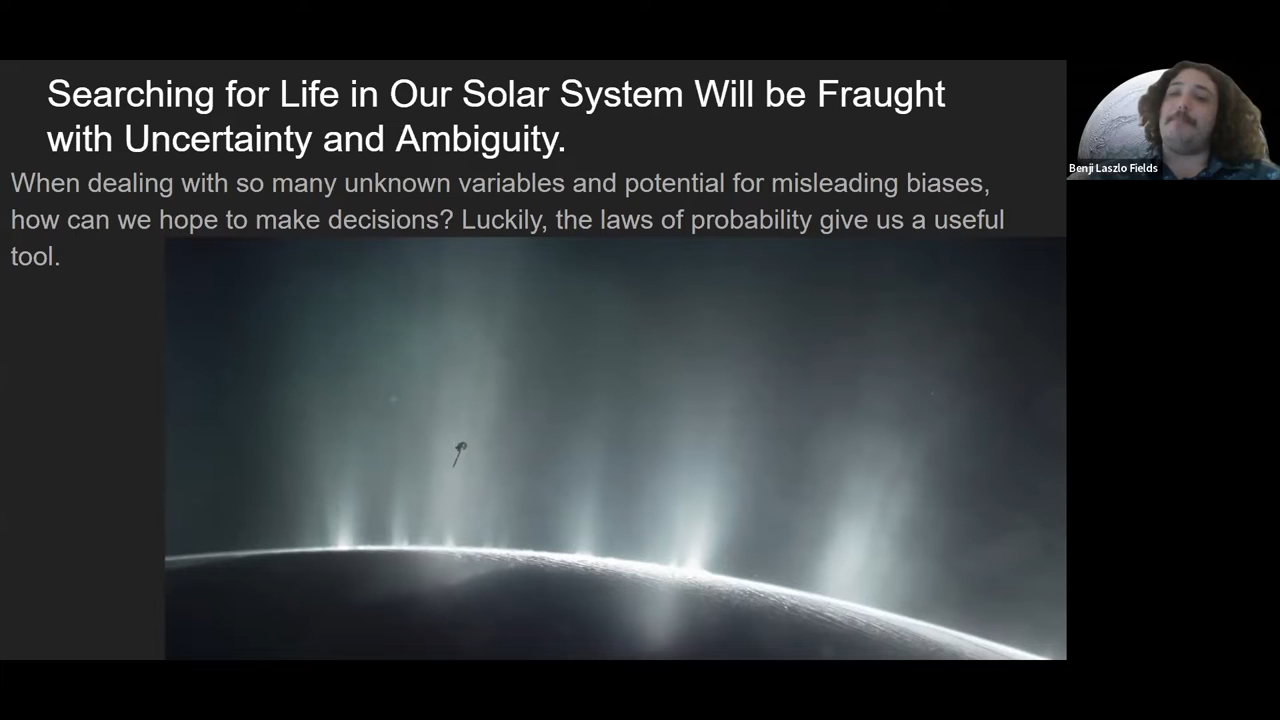 Searching for Life in Our Solar System Will be Fraught
with Uncertainty and Ambiguity.
When dealing with so many unknown variables and potential for misleading biases,
how can we hope to make decisions? Luckily, the laws of probability give us a useful
tool.
Benji Laszlo Fields